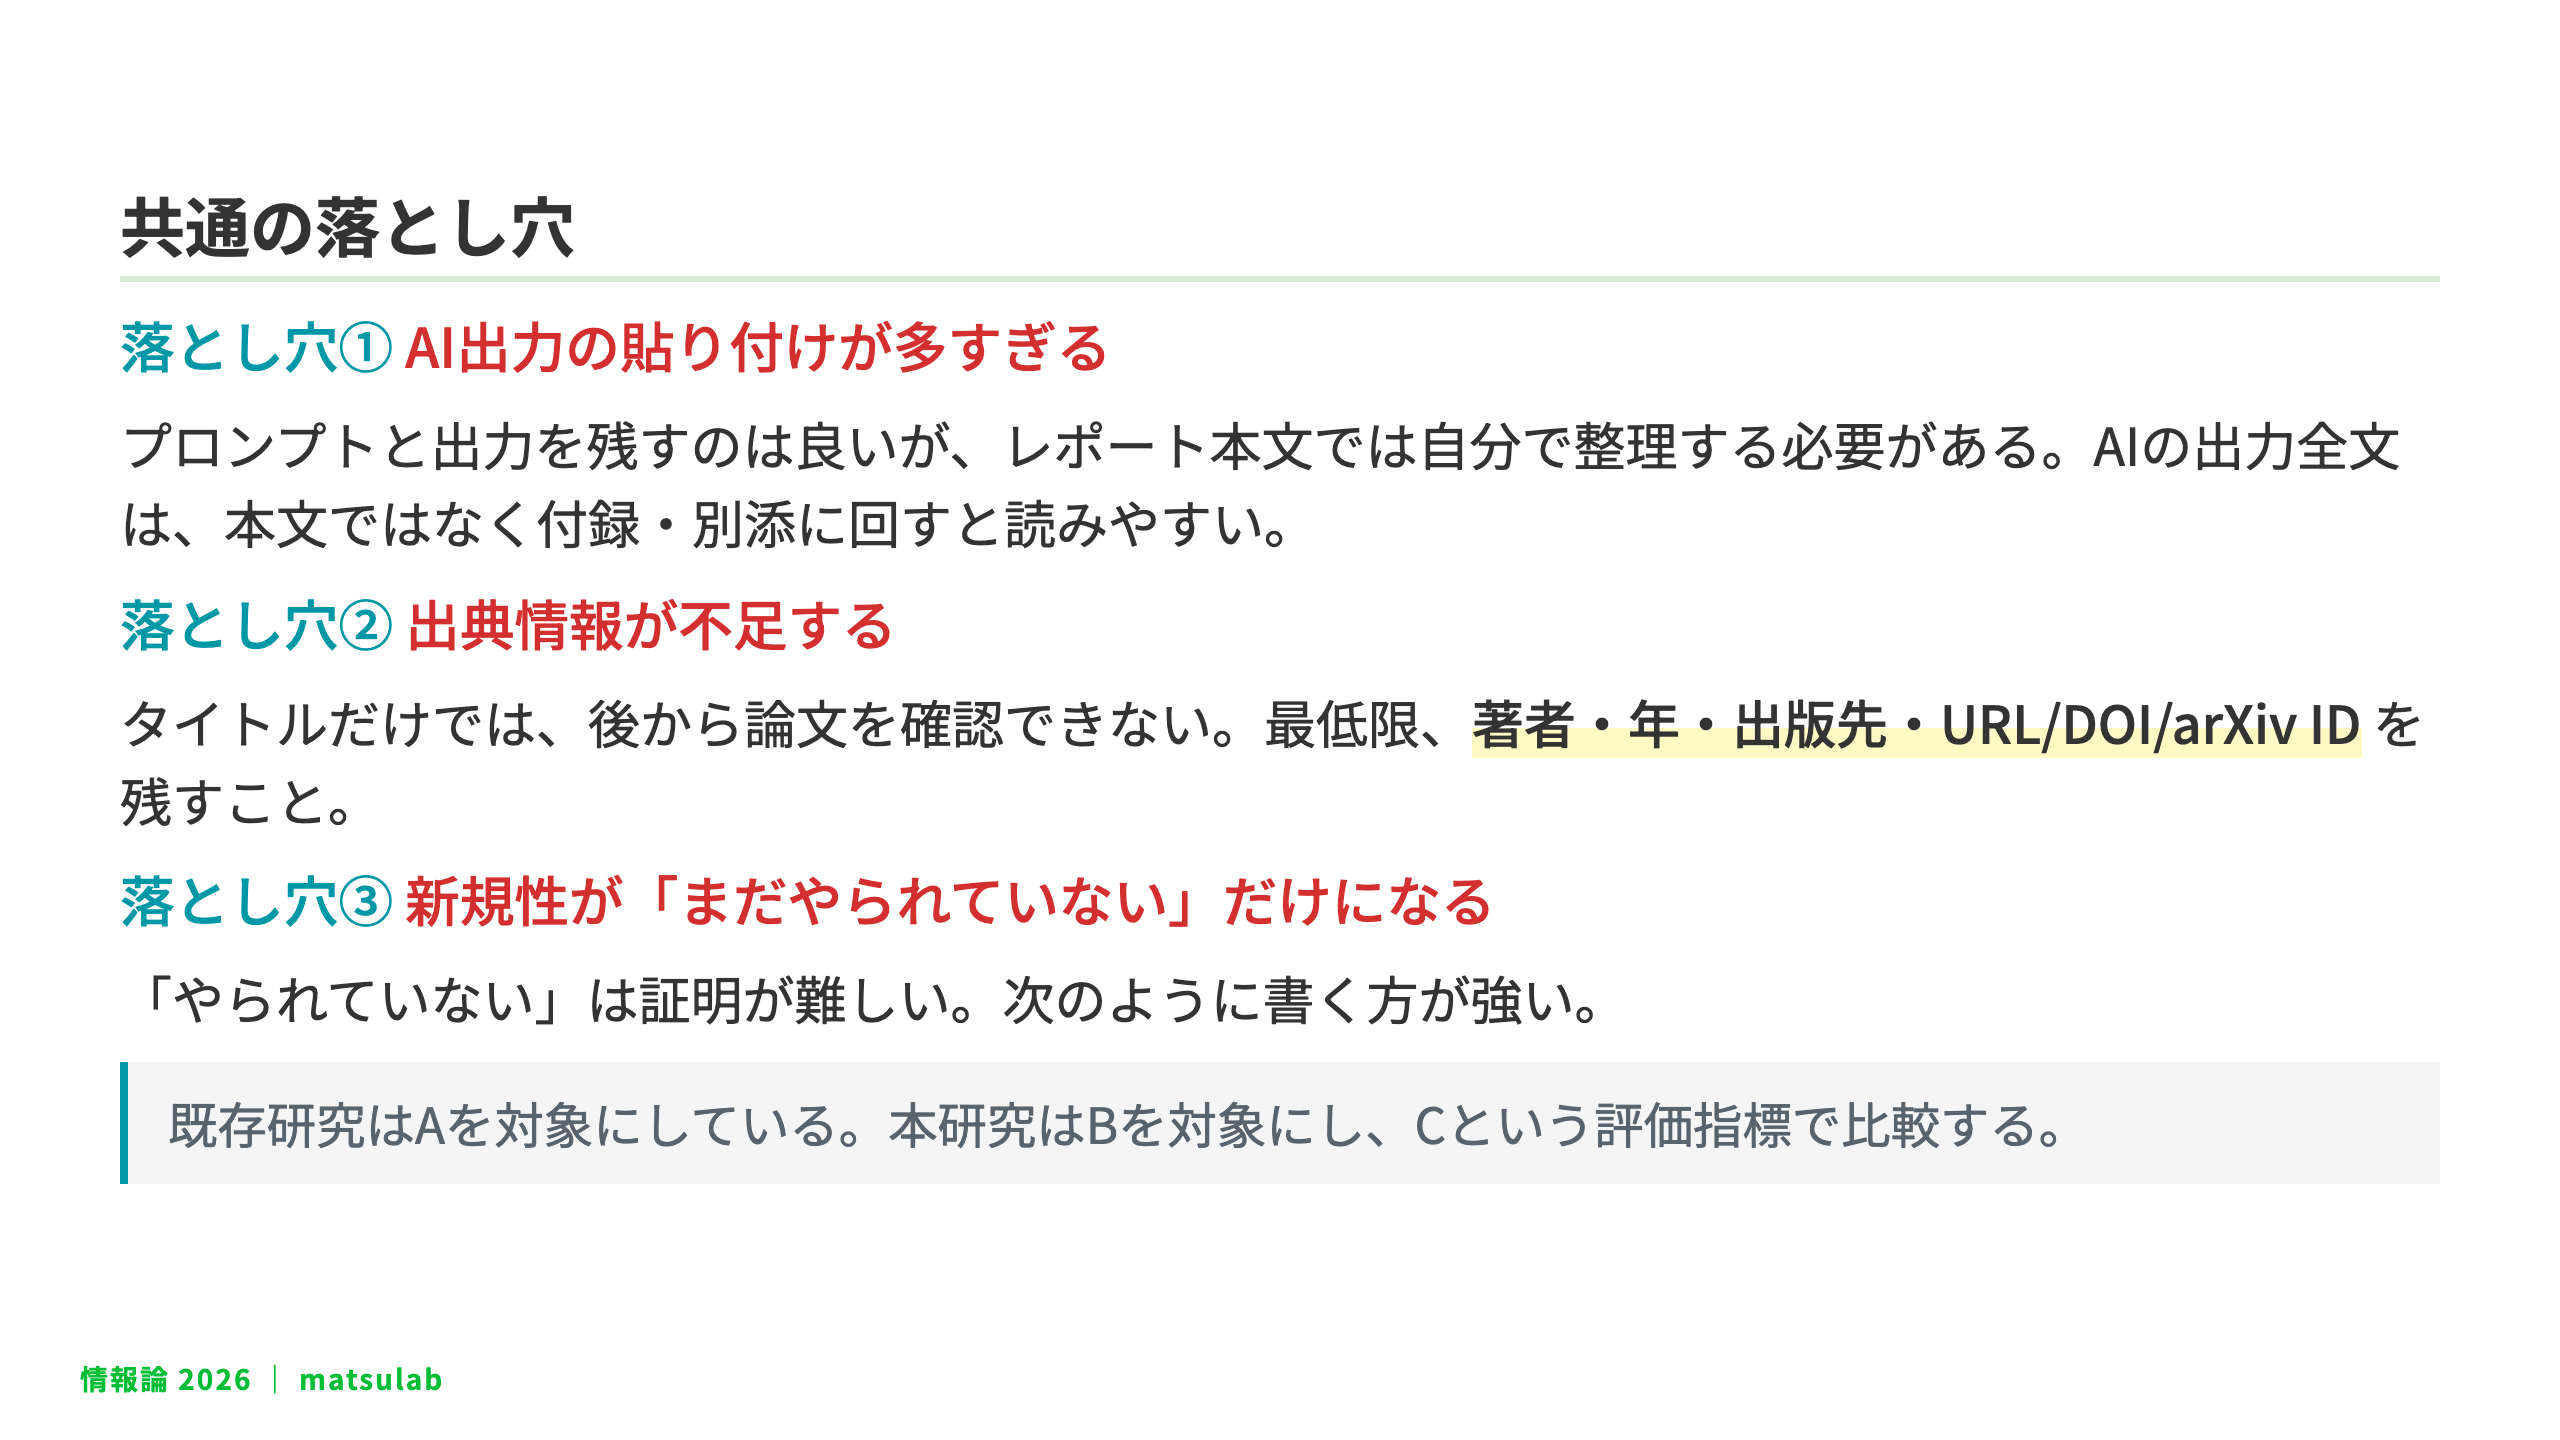 共通の落とし穴
落とし穴① AI出力の貼り付けが多すぎる
プロンプトと出力を残すのは良いが、レポート本文では自分で整理する必要がある。AIの出力全文
は、本文ではなく付録・別添に回すと読みやすい。
落とし穴② 出典情報が不足する
タイトルだけでは、後から論文を確認できない。最低限、著者・年・出版先・URL/DOI/arXiv ID を
残すこと。
落とし穴③ 新規性が「まだやられていない」だけになる
「やられていない」は証明が難しい。次のように書く方が強い。
既存研究はAを対象にしている。本研究はBを対象にし、Cという評価指標で比較する。
情報論 2026 ｜ matsulab